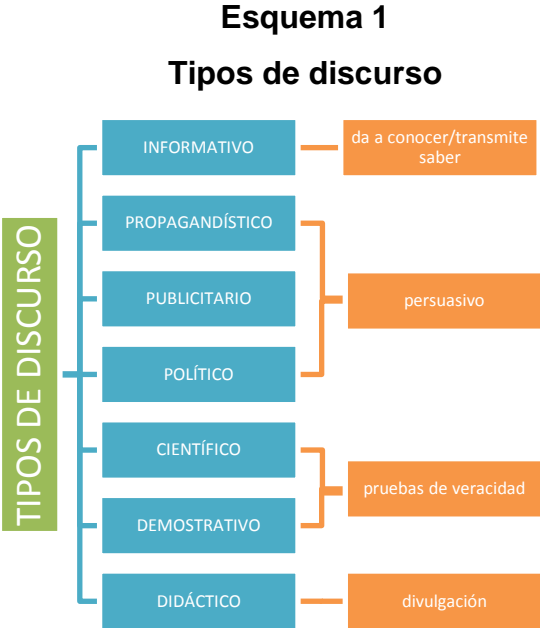 Esquema 1
Tipos de discurso
TIPOS DE DISCURSO
INFORMATIVO
da a conocer/transmite
saber
PROPAGANDÍSTICO
PUBLICITARIO
POLÍTICO
persuasivo
CIENTÍFICO
DEMOSTRATIVO
pruebas de veracidad
DIDÁCTICO
divulgación